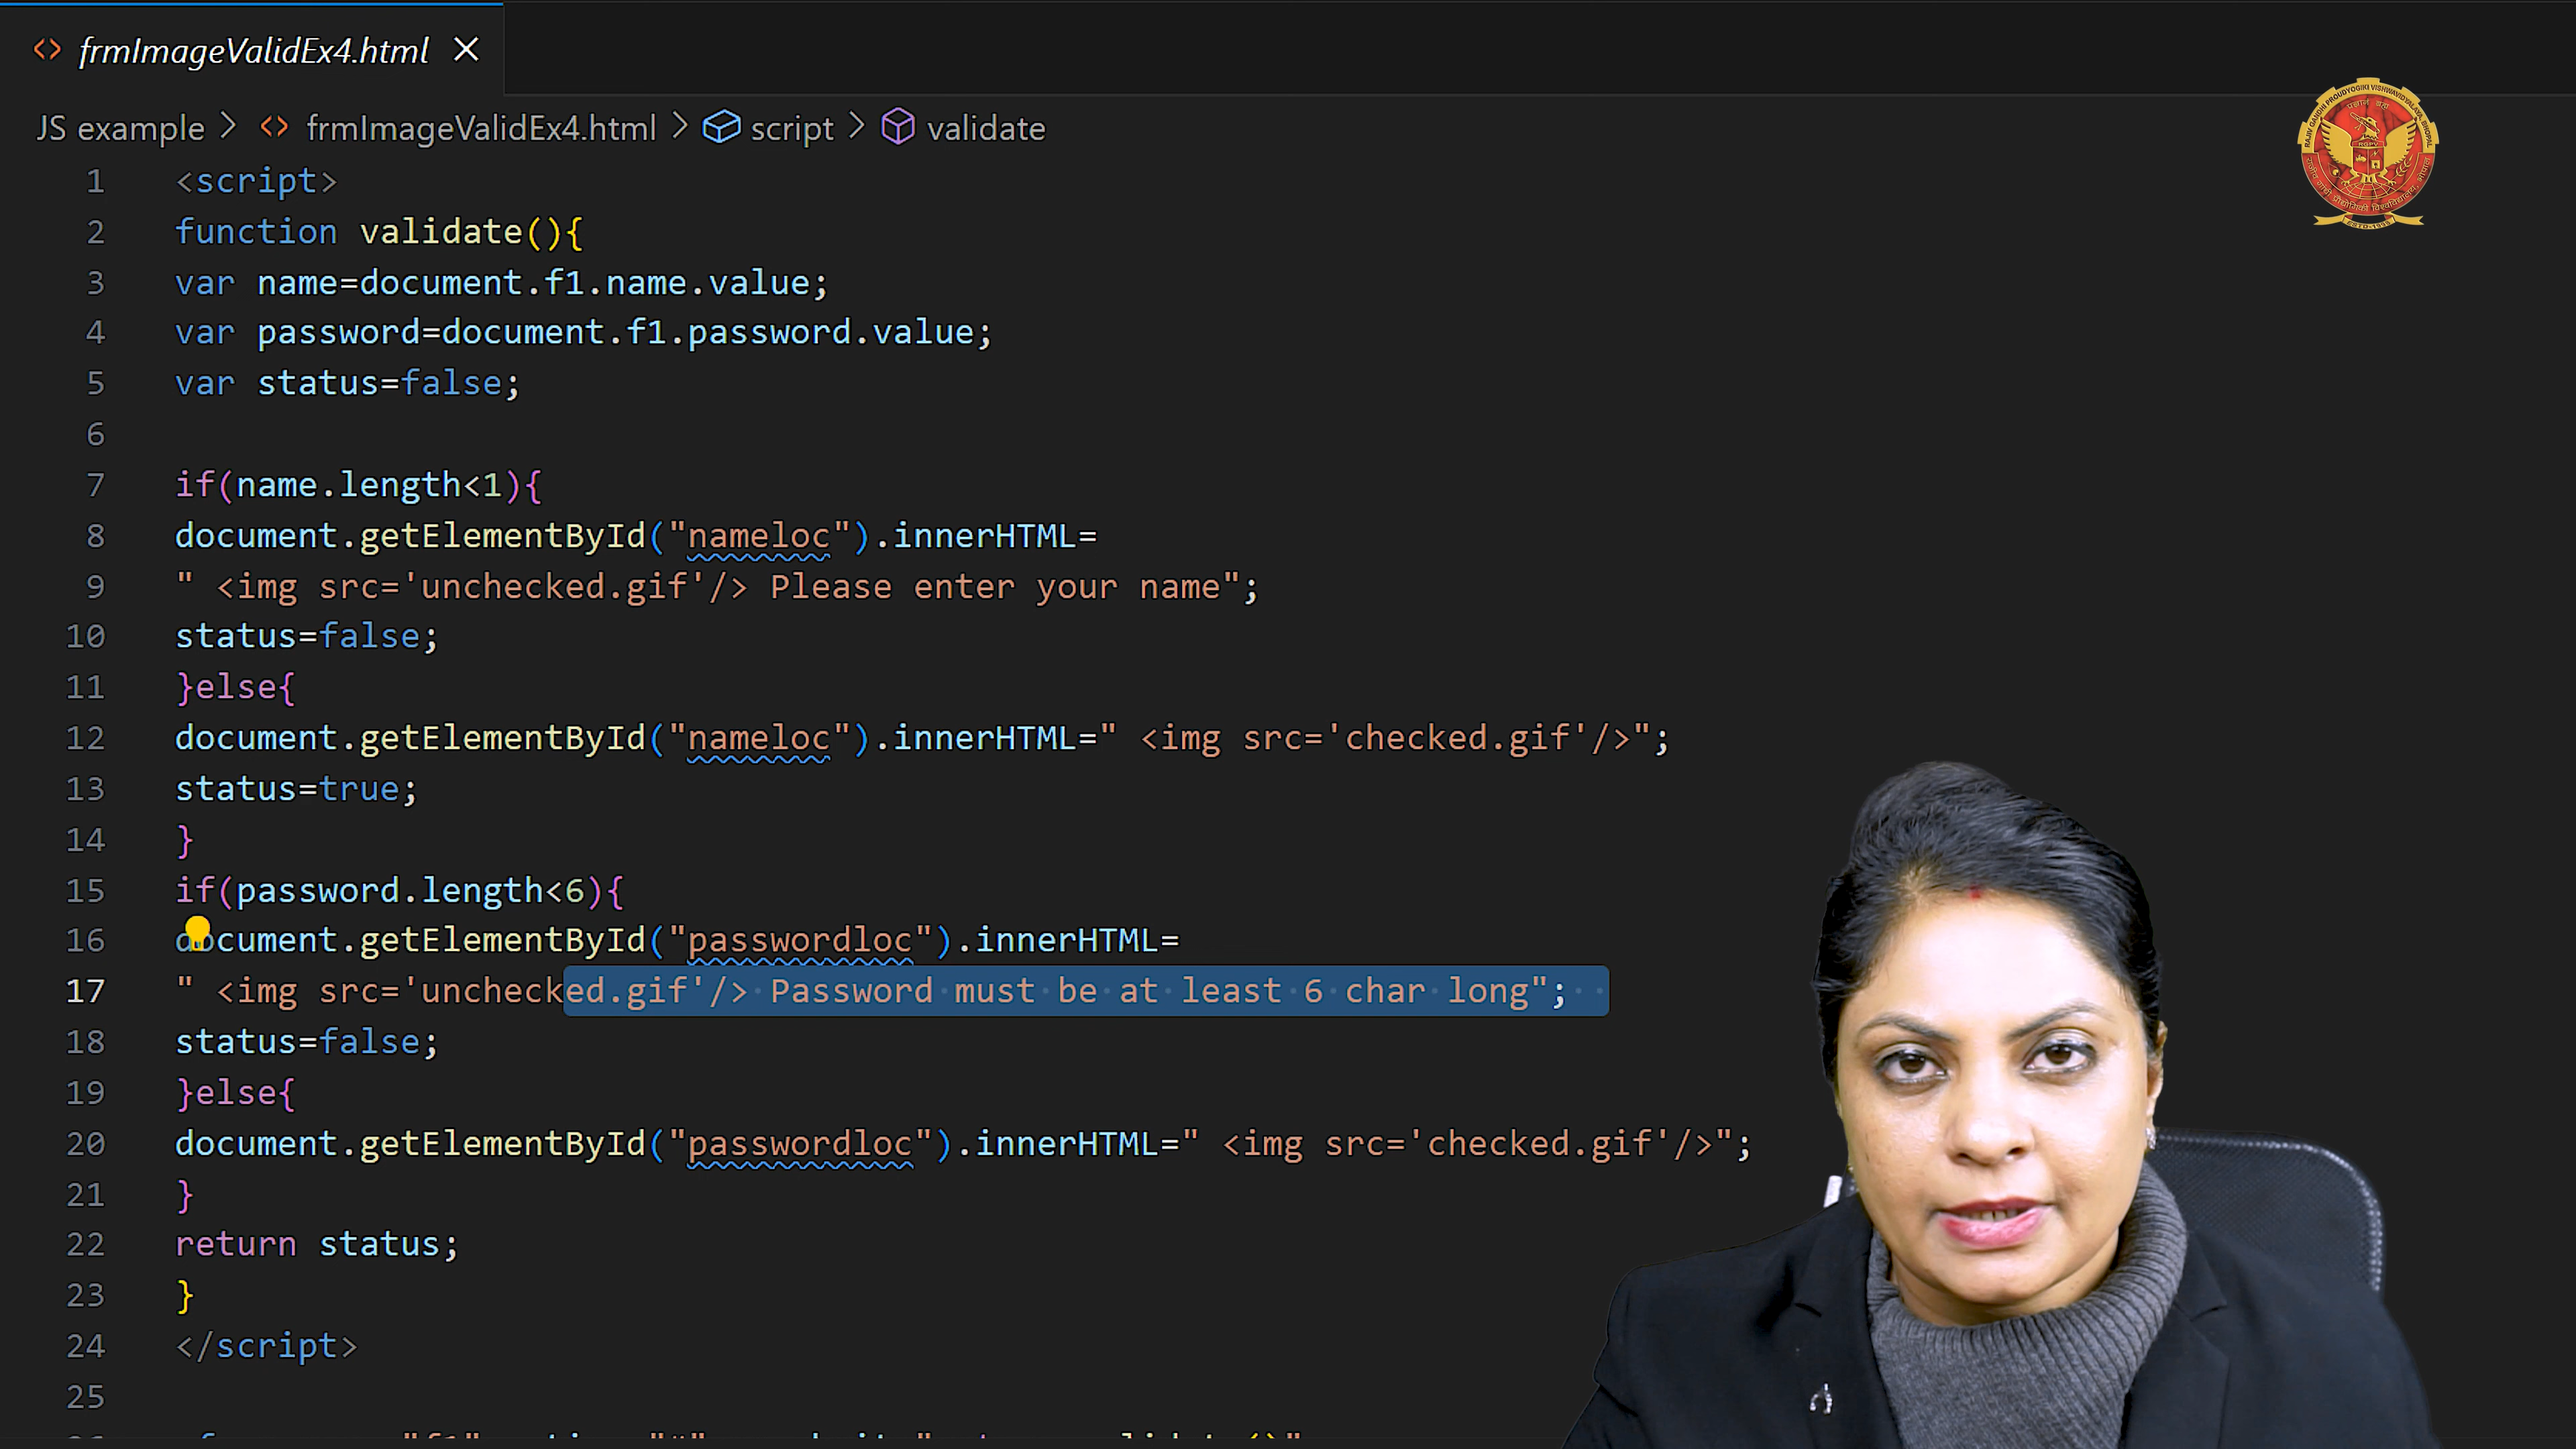 frmImageValidEx4.html
JS example > frmImageValidEx4.html > script > validate
1 <script>
2 function validate(){
3 var name=document.f1.name.value;
4 var password=document.f1.password.value;
5 var status=false;
6
7 if(name.length<1){
8 document.getElementById("nameloc").innerHTML=
9 " <img src='unchecked.gif'/> Please enter your name";
10 status=false;
11 }else{
12 document.getElementById("nameloc").innerHTML=" <img src='checked.gif'/>";
13 status=true;
14 }
15 if(password.length<6){
16 document.getElementById("passwordloc").innerHTML=
17 " <img src='unchecked.gif'/> Password must be at least 6 char long";
18 status=false;
19 }else{
20 document.getElementById("passwordloc").innerHTML=" <img src='checked.gif'/>";
21 }
22 return status;
23 }
24 </script>
25
RAJIV GANDHI PROUDYOGIKI VISHWAVIDYALAYA, BHOPAL
RGPV